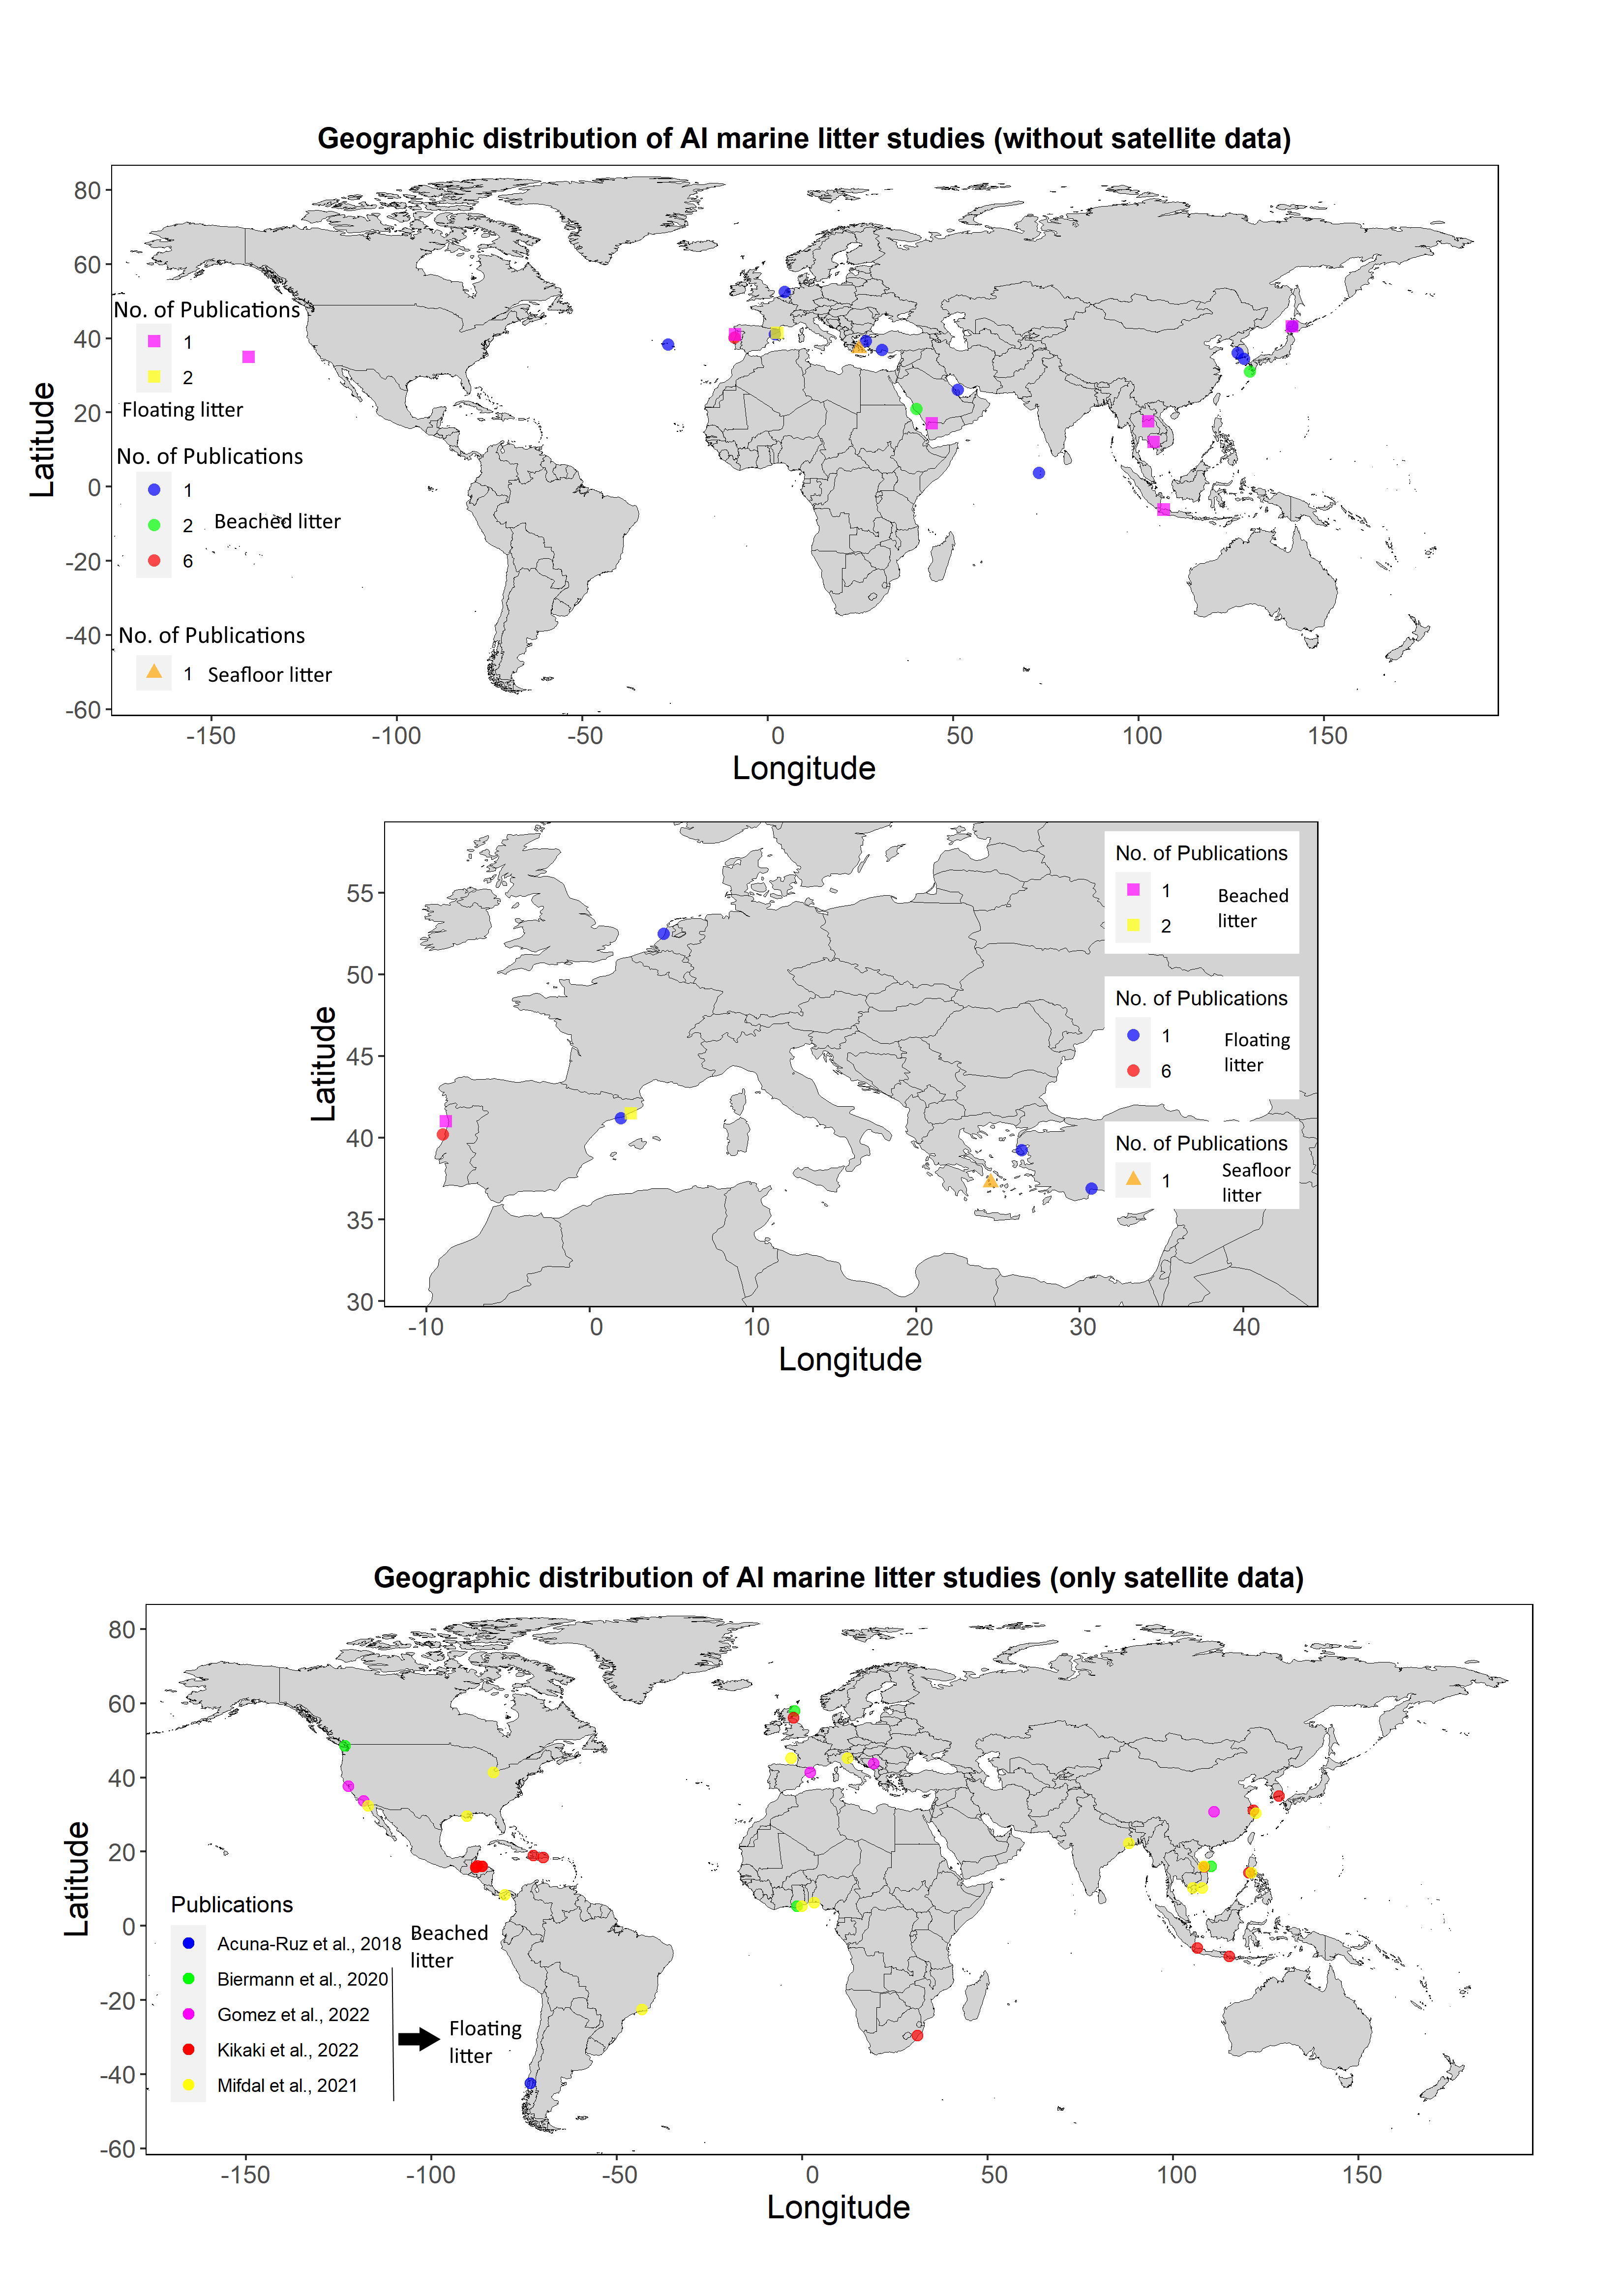 Geographic distribution of AI marine litter studies (without satellite data)
80
60
40
20
0
-20
-40
-60
Latitude
No. of Publications
1
2
Floating litter
No. of Publications
1
2 Beached litter
6
No. of Publications
1 Seafloor litter
-150 -100 -50 0 50 100 150
Longitude
55
50
45
40
35
30
Latitude
No. of Publications
1
2
Beached
litter
No. of Publications
1
6
Floating
litter
No. of Publications
1
Seafloor
litter
-10 0 10 20 30 40
Longitude
Geographic distribution of AI marine litter studies (only satellite data)
80
60
40
20
0
-20
-40
-60
Latitude
Publications
Acuna-Ruz et al., 2018
Biermann et al., 2020
Gomez et al., 2022
Kikaki et al., 2022
Mifdal et al., 2021
Beached
litter
Floating
litter
-150 -100 -50 0 50 100 150
Longitude